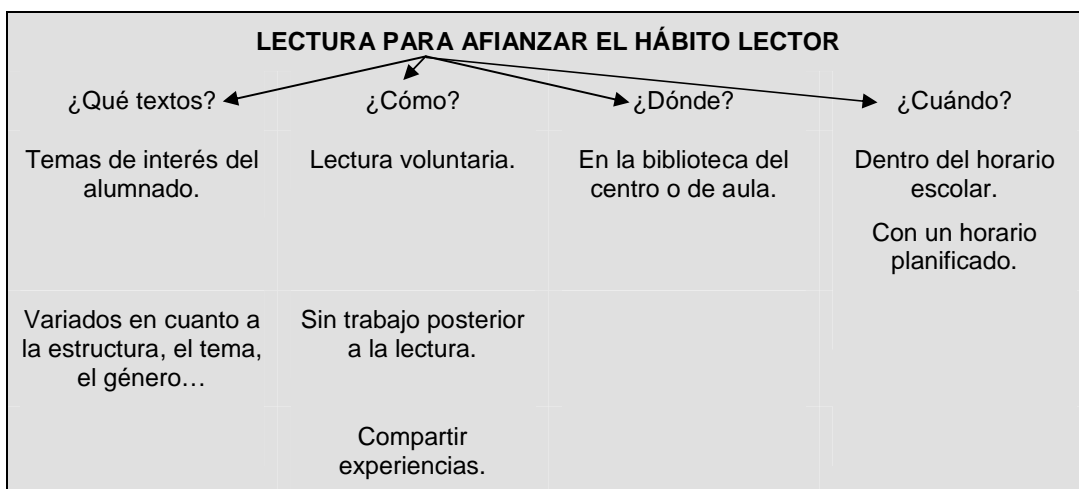 LECTURA PARA AFIANZAR EL HÁBITO LECTOR
¿Qué textos?
¿Cómo?
¿Dónde?
¿Cuándo?
Temas de interés del
alumnado.
Lectura voluntaria.
En la biblioteca del
centro o de aula.
Dentro del horario
escolar.
Con un horario
planificado.
Variados en cuanto a
la estructura, el tema,
el género…
Sin trabajo posterior
a la lectura.
Compartir
experiencias.